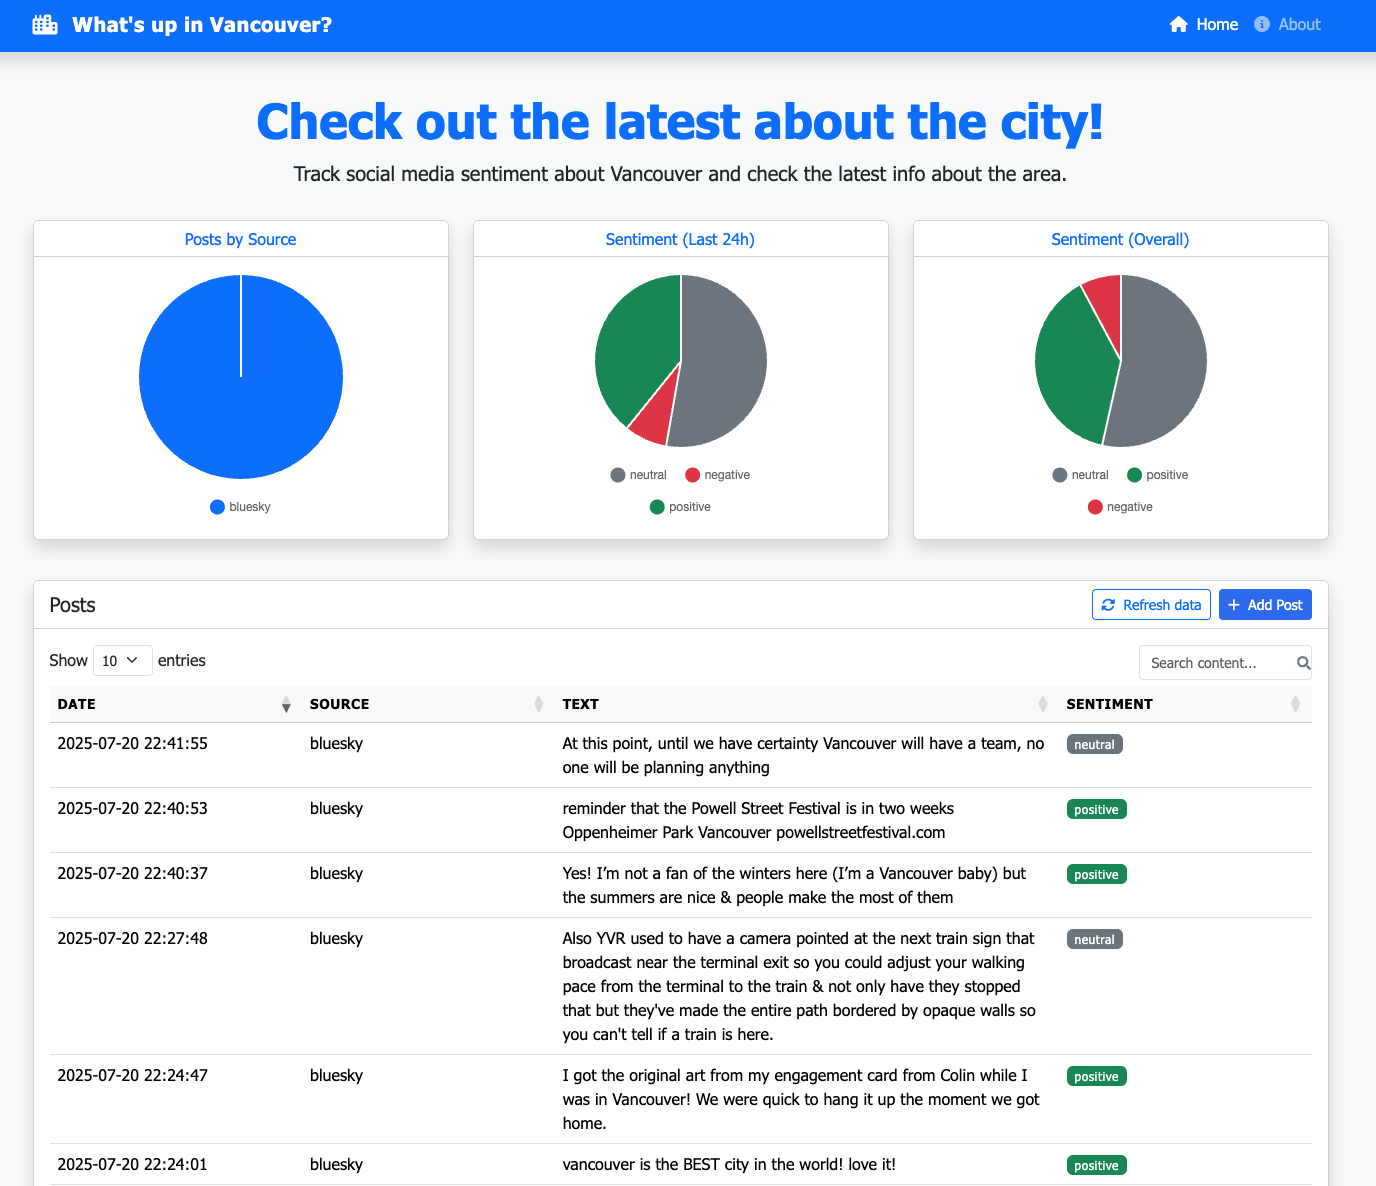 What's up in Vancouver?
Home
About
Check out the latest about the city!
Track social media sentiment about Vancouver and check the latest info about the area.
Posts by Source
bluesky
Sentiment (Last 24h)
neutral negative
positive
Sentiment (Overall)
neutral positive
negative
Posts
Refresh data
Add Post
Show 10 entries
Search content...
DATE SOURCE TEXT SENTIMENT
2025-07-20 22:41:55 bluesky At this point, until we have certainty Vancouver will have a team, no neutral
one will be planning anything
2025-07-20 22:40:53 bluesky reminder that the Powell Street Festival is in two weeks positive
Oppenheimer Park Vancouver powellstreetfestival.com
2025-07-20 22:40:37 bluesky Yes! I’m not a fan of the winters here (I’m a Vancouver baby) but positive
the summers are nice & people make the most of them
2025-07-20 22:27:48 bluesky Also YVR used to have a camera pointed at the next train sign that neutral
broadcast near the terminal exit so you could adjust your walking
pace from the terminal to the train & not only have they stopped
that but they've made the entire path bordered by opaque walls so
you can't tell if a train is here.
2025-07-20 22:24:47 bluesky I got the original art from my engagement card from Colin while I positive
was in Vancouver! We were quick to hang it up the moment we got
home.
2025-07-20 22:24:01 bluesky vancouver is the BEST city in the world! love it! positive